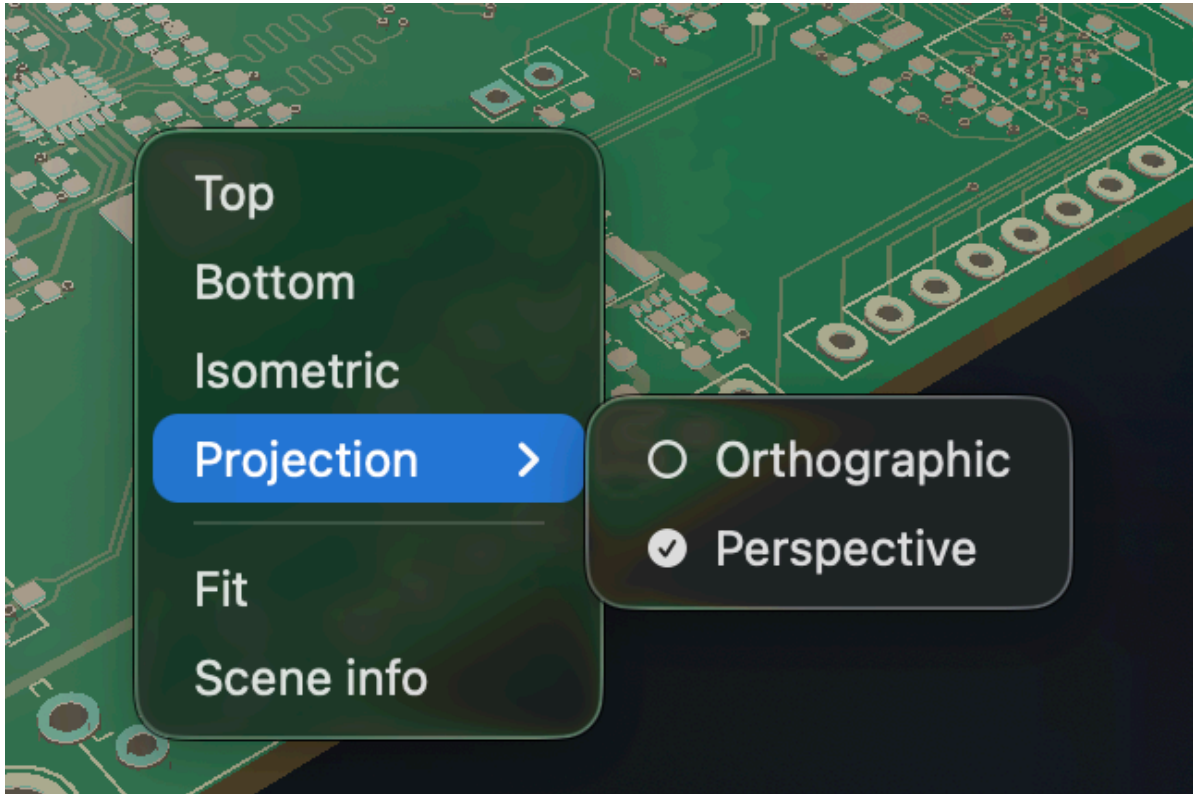 Top
Bottom
Isometric
Projection
Orthographic
Perspective
Fit
Scene info